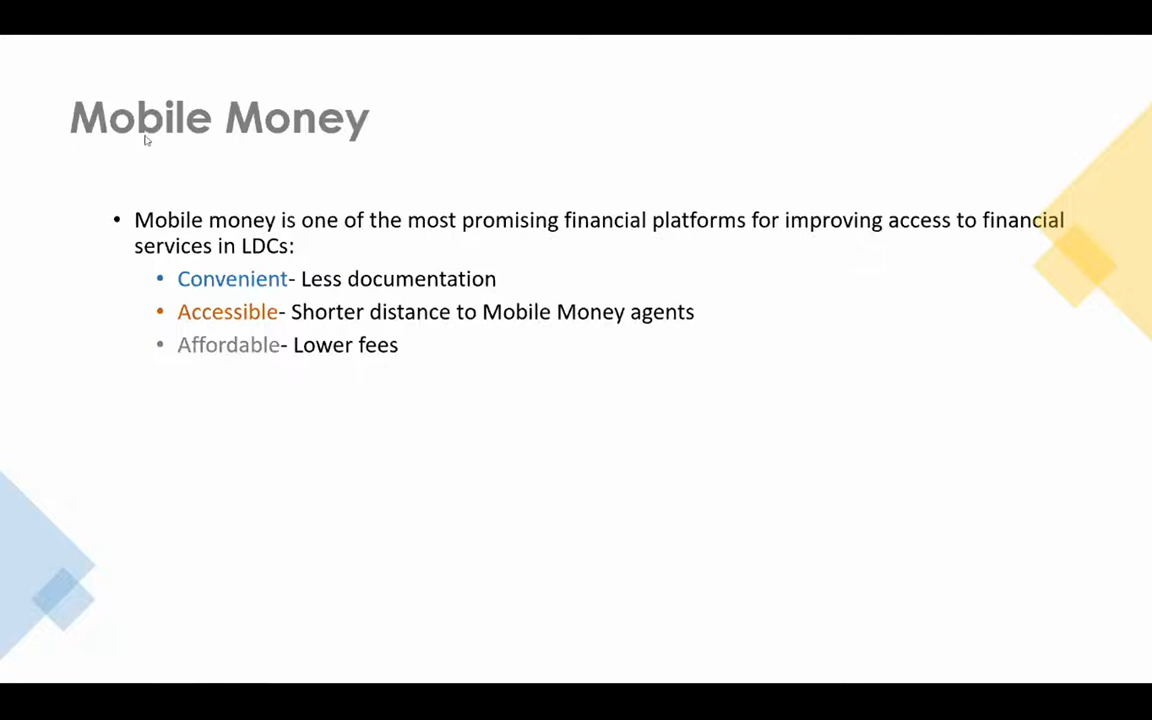 Mobile Money
• Mobile money is one of the most promising financial platforms for improving access to financial
services in LDCs:
• Convenient- Less documentation
• Accessible- Shorter distance to Mobile Money agents
• Affordable- Lower fees